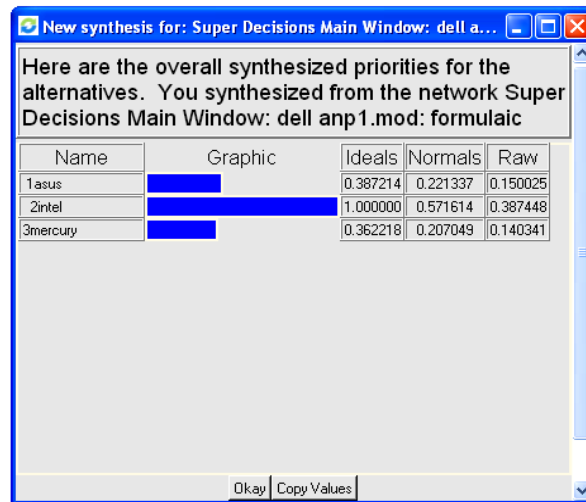 New synthesis for: Super Decisions Main Window: dell a...
Here are the overall synthesized priorities for the
alternatives. You synthesized from the network Super
Decisions Main Window: dell anp1.mod: formulaic
Name Graphic Ideals Normals Raw
1asus 0.387214 0.221337 0.150025
2intel 1.000000 0.571614 0.387448
3mercury 0.362218 0.207049 0.140341
Okay Copy Values